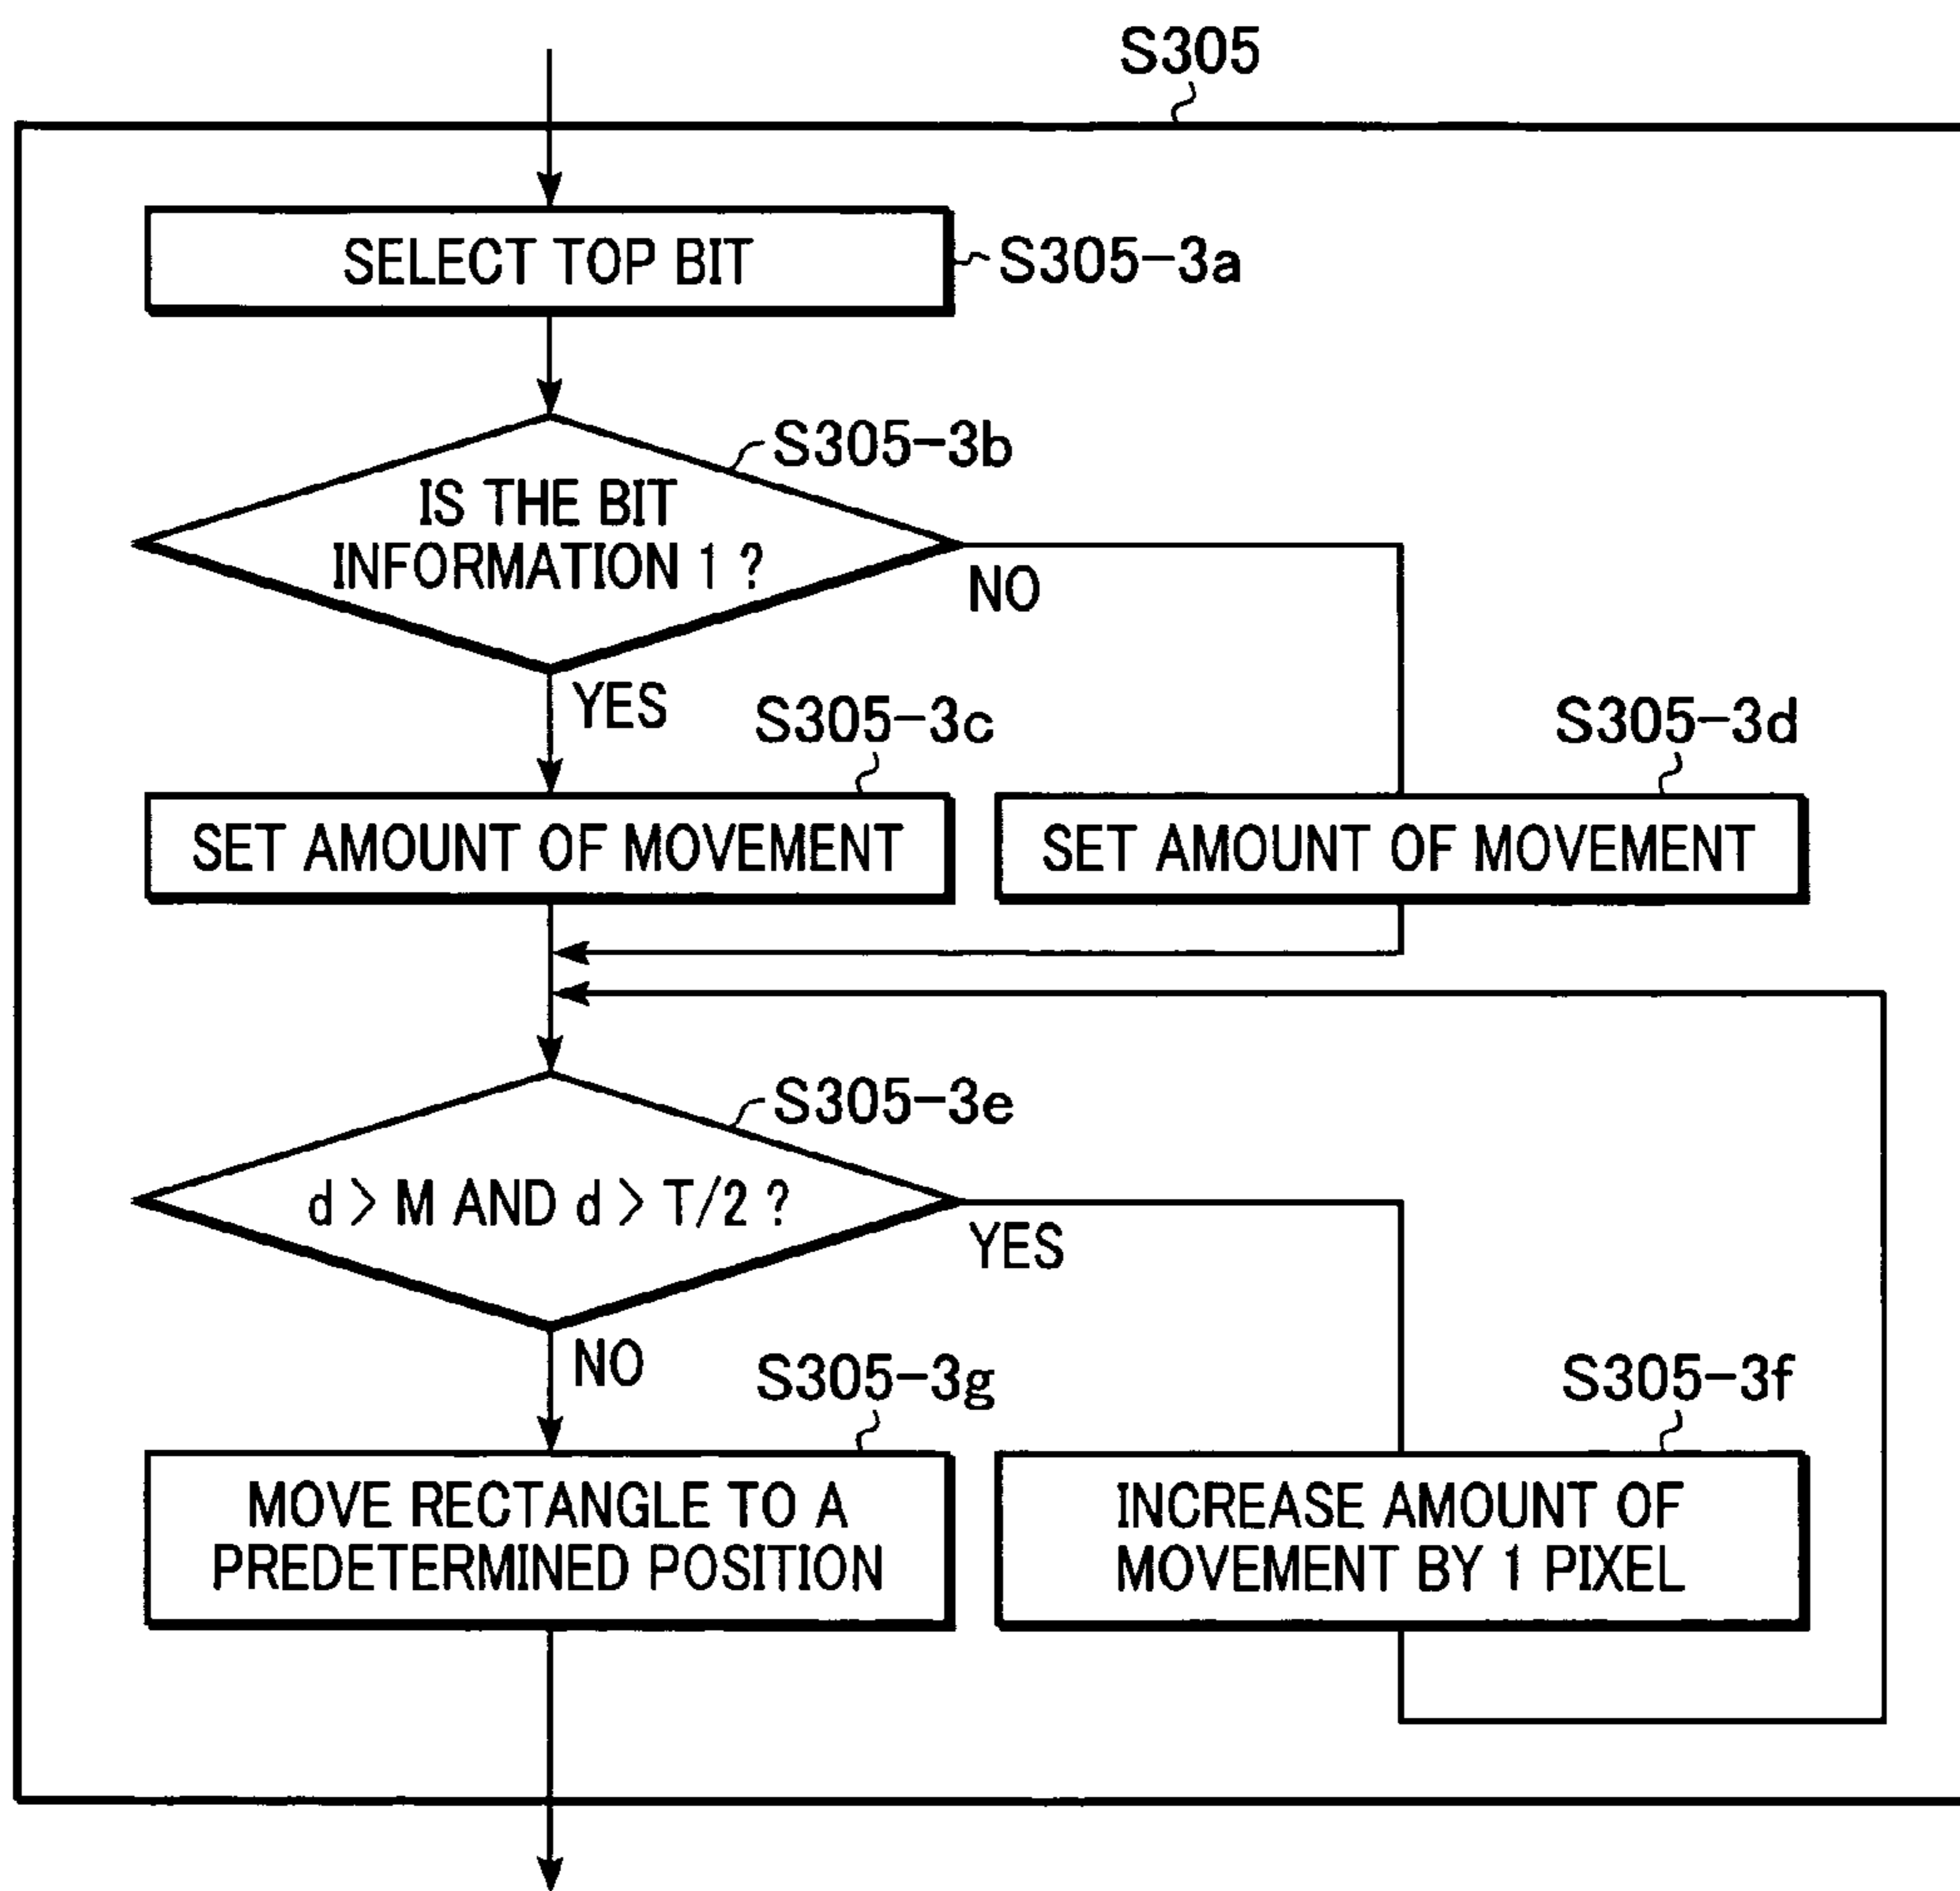 S305
SELECT TOP BIT
S305-3a
S305-3b
IS THE BIT
INFORMATION 1 ?
NO
YES
S305-3c
S305-3d
SET AMOUNT OF MOVEMENT
SET AMOUNT OF MOVEMENT
S305-3e
d > M AND d > T/2 ?
YES
NO
S305-3g
S305-3f
MOVE RECTANGLE TO A
PREDETERMINED POSITION
INCREASE AMOUNT OF
MOVEMENT BY 1 PIXEL